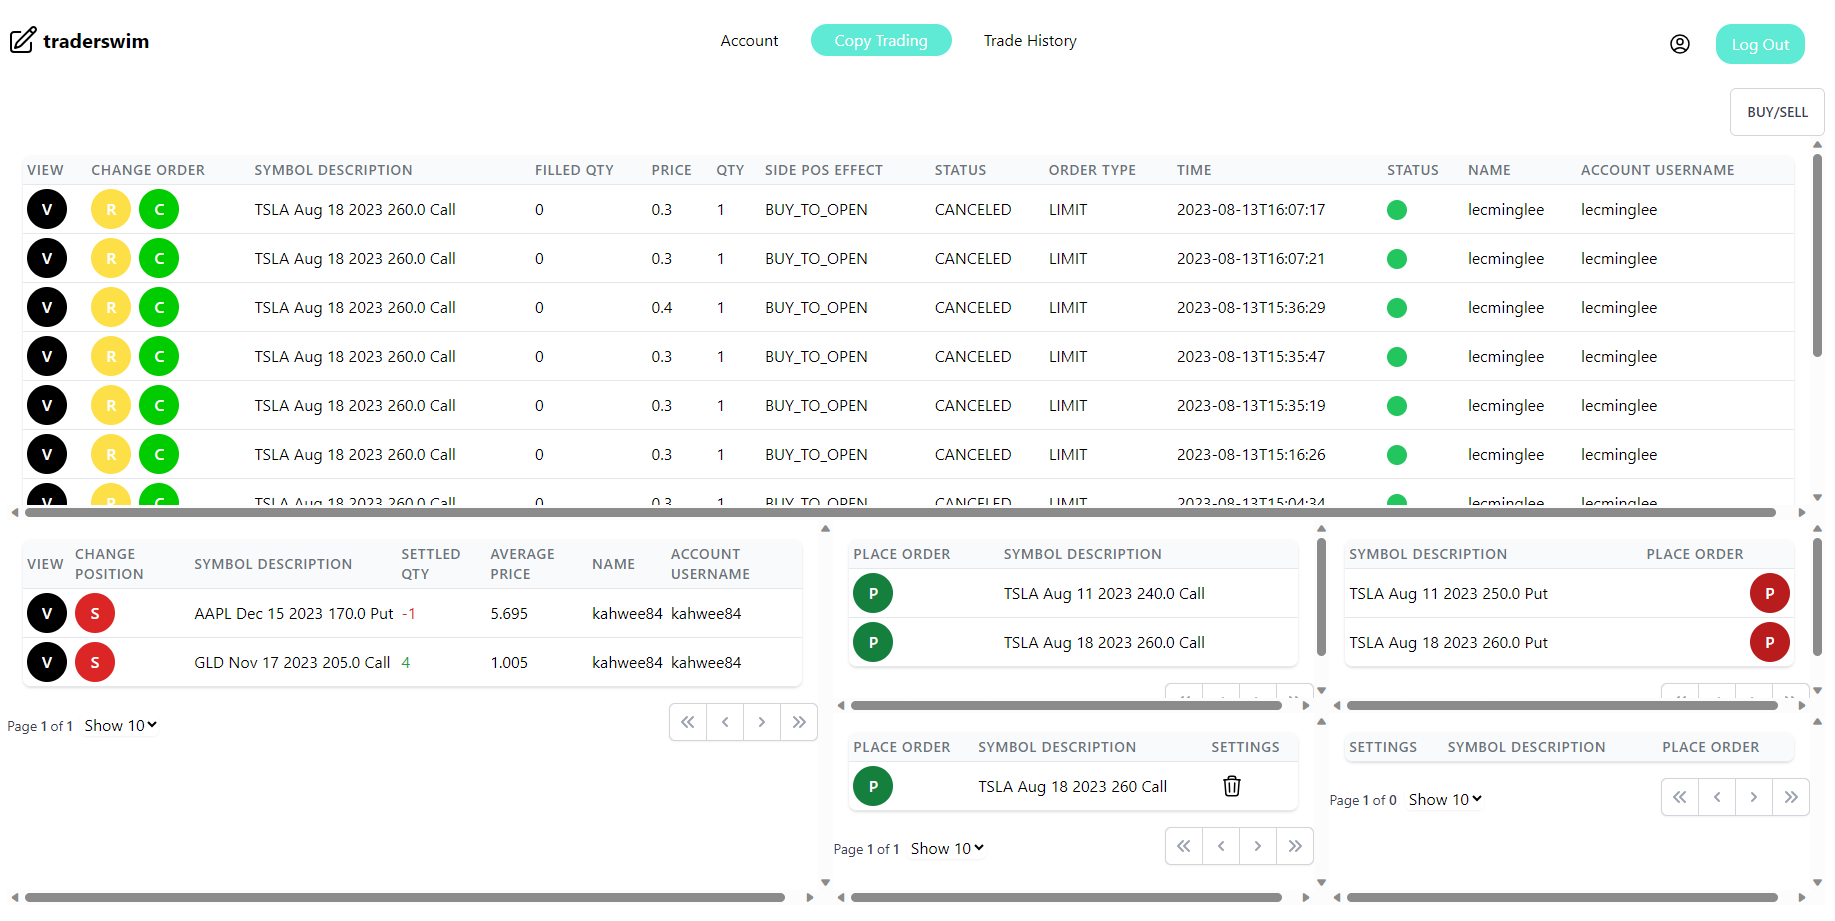 traderswim
Account Copy Trading Trade History
Log Out
BUY/SELL
VIEW CHANGE ORDER SYMBOL DESCRIPTION FILLED QTY PRICE QTY SIDE POS EFFECT STATUS ORDER TYPE TIME STATUS NAME ACCOUNT USERNAME
V R C TSLA Aug 18 2023 260.0 Call 0 0.3 1 BUY_TO_OPEN CANCELED LIMIT 2023-08-13T16:07:17 lecminglee lecminglee
V R C TSLA Aug 18 2023 260.0 Call 0 0.3 1 BUY_TO_OPEN CANCELED LIMIT 2023-08-13T16:07:21 lecminglee lecminglee
V R C TSLA Aug 18 2023 260.0 Call 0 0.4 1 BUY_TO_OPEN CANCELED LIMIT 2023-08-13T15:36:29 lecminglee lecminglee
V R C TSLA Aug 18 2023 260.0 Call 0 0.3 1 BUY_TO_OPEN CANCELED LIMIT 2023-08-13T15:35:47 lecminglee lecminglee
V R C TSLA Aug 18 2023 260.0 Call 0 0.3 1 BUY_TO_OPEN CANCELED LIMIT 2023-08-13T15:35:19 lecminglee lecminglee
V R C TSLA Aug 18 2023 260.0 Call 0 0.3 1 BUY_TO_OPEN CANCELED LIMIT 2023-08-13T15:16:26 lecminglee lecminglee
V R C TSLA Aug 18 2023 260.0 Call 0 0.3 1 BUY_TO_OPEN CANCELED LIMIT 2023-08-13T15:04:34 lecminglee lecminglee
VIEW CHANGE POSITION SYMBOL DESCRIPTION SETTLED QTY AVERAGE PRICE NAME ACCOUNT USERNAME
V S AAPL Dec 15 2023 170.0 Put -1 5.695 kahwee84 kahwee84
V S GLD Nov 17 2023 205.0 Call 4 1.005 kahwee84 kahwee84
Page 1 of 1 Show 10
PLACE ORDER SYMBOL DESCRIPTION
P TSLA Aug 11 2023 240.0 Call
P TSLA Aug 18 2023 260.0 Call
SYMBOL DESCRIPTION PLACE ORDER
TSLA Aug 11 2023 250.0 Put P
TSLA Aug 18 2023 260.0 Put P
PLACE ORDER SYMBOL DESCRIPTION SETTINGS
P TSLA Aug 18 2023 260 Call
Page 1 of 1 Show 10
SETTINGS SYMBOL DESCRIPTION PLACE ORDER
Page 1 of 0 Show 10